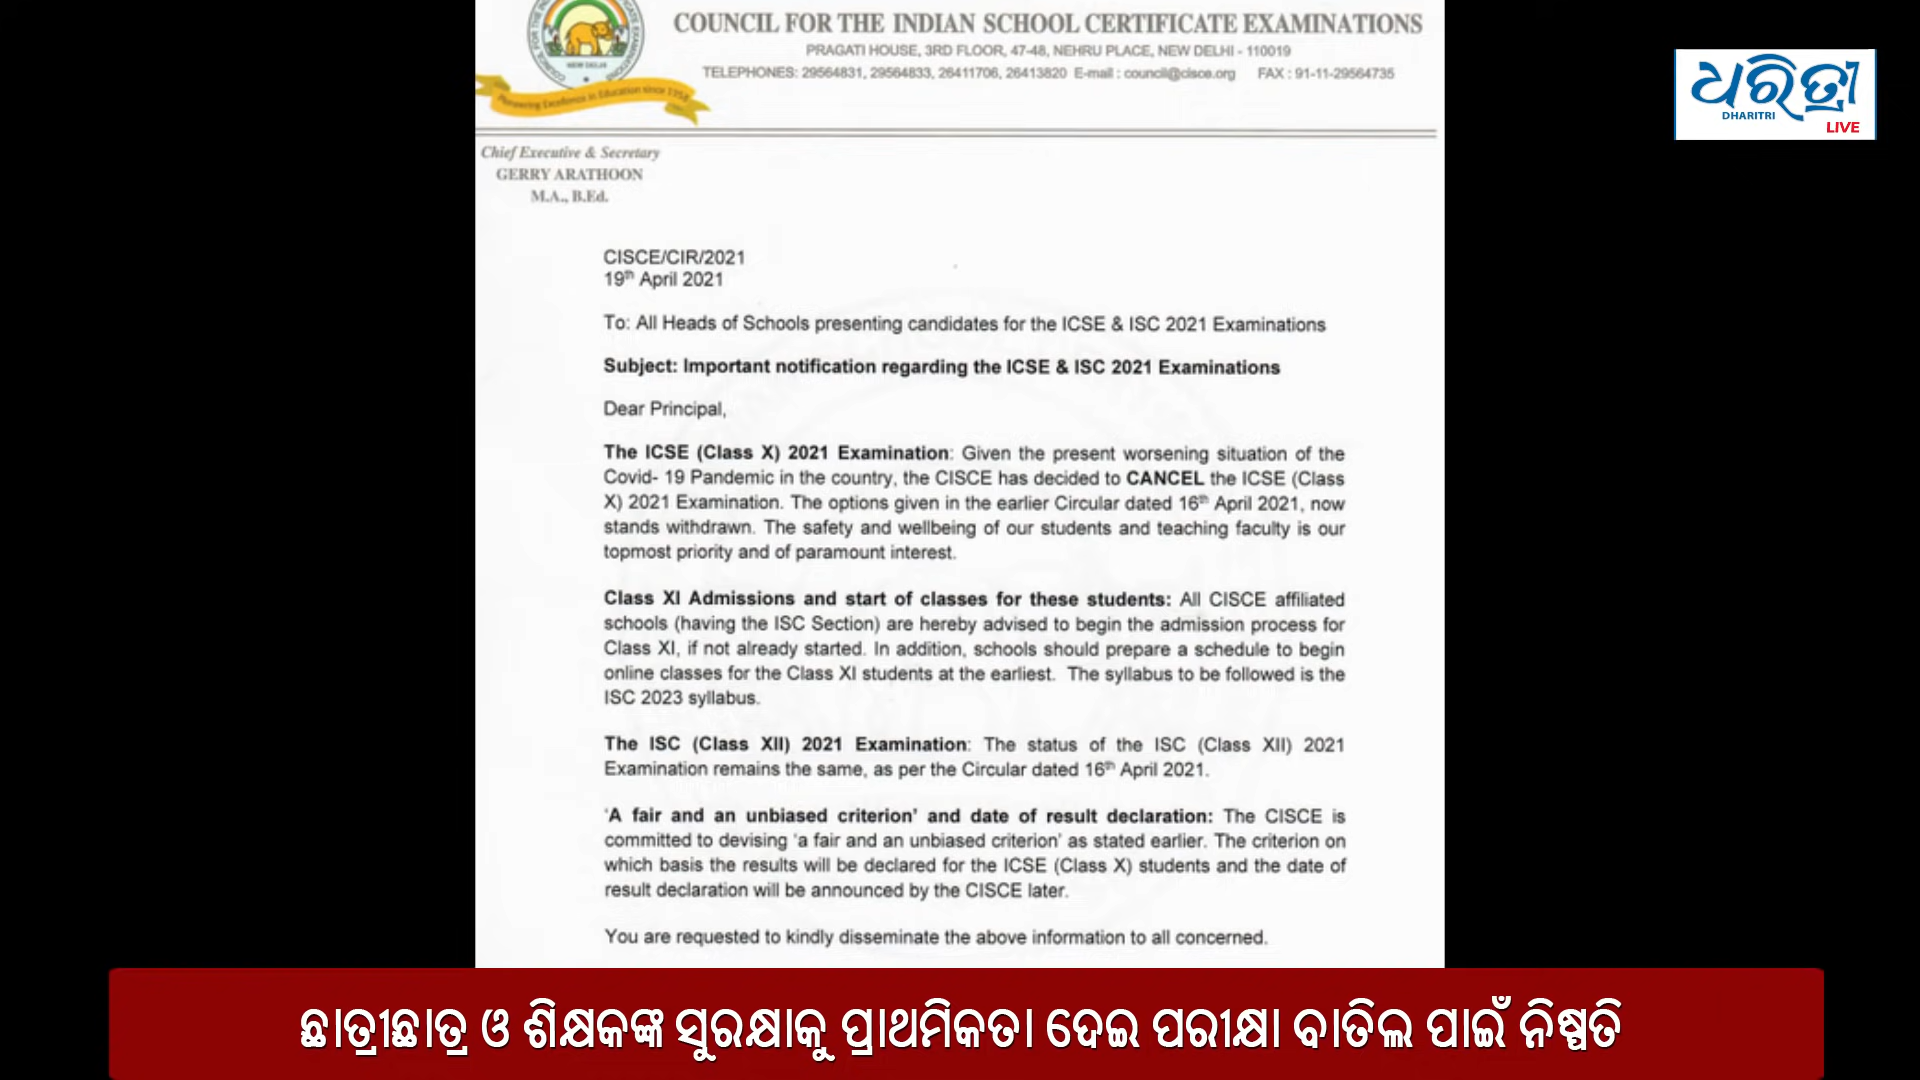 COUNCIL FOR THE INDIAN SCHOOL CERTIFICATE EXAMINATIONS
PRAGATI HOUSE, 3RD FLOOR, 47-48, NEHRU PLACE, NEW DELHI - 110019
TELEPHONES: 29564831, 29564833, 26411706, 26413820 E-mail : council@cisce.org FAX : 91-11-29564735
NEW DELHI
Pioneering Excellence in Education since 1958
ଧରିତ୍ରୀ
DHARITRI
LIVE
Chief Executive & Secretary
GERRY ARATHOON
M.A., B.Ed.
CISCE/CIR/2021
19th April 2021
To: All Heads of Schools presenting candidates for the ICSE & ISC 2021 Examinations
Subject: Important notification regarding the ICSE & ISC 2021 Examinations
Dear Principal,
The ICSE (Class X) 2021 Examination: Given the present worsening situation of the
Covid- 19 Pandemic in the country, the CISCE has decided to CANCEL the ICSE (Class
X) 2021 Examination. The options given in the earlier Circular dated 16th April 2021, now
stands withdrawn. The safety and wellbeing of our students and teaching faculty is our
topmost priority and of paramount interest.
Class XI Admissions and start of classes for these students: All CISCE affiliated
schools (having the ISC Section) are hereby advised to begin the admission process for
Class XI, if not already started. In addition, schools should prepare a schedule to begin
online classes for the Class XI students at the earliest. The syllabus to be followed is the
ISC 2023 syllabus.
The ISC (Class XII) 2021 Examination: The status of the ISC (Class XII) 2021
Examination remains the same, as per the Circular dated 16th April 2021.
‘A fair and an unbiased criterion’ and date of result declaration: The CISCE is
committed to devising ‘a fair and an unbiased criterion’ as stated earlier. The criterion on
which basis the results will be declared for the ICSE (Class X) students and the date of
result declaration will be announced by the CISCE later.
You are requested to kindly disseminate the above information to all concerned.
ଛାତ୍ରୀଛାତ୍ର ଓ ଶିକ୍ଷକଙ୍କ ସୁରକ୍ଷାକୁ ପ୍ରାଥମିକତା ଦେଇ ପରୀକ୍ଷା ବାତିଲ ପାଇଁ ନିଷ୍ପତି